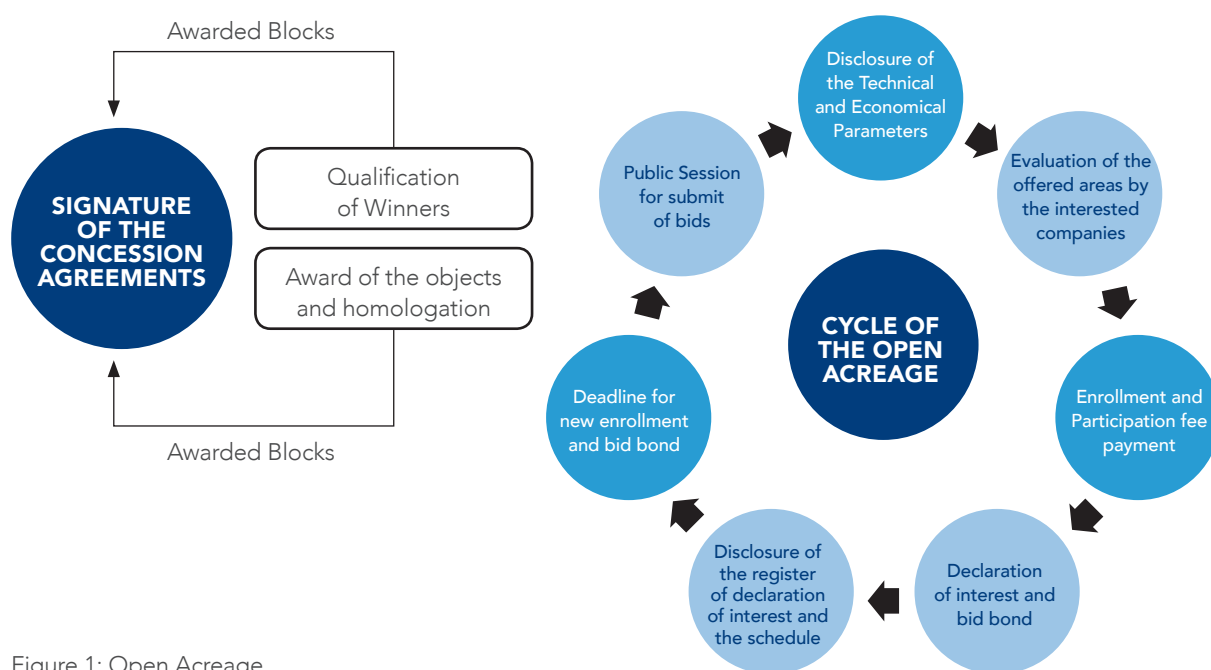 Awarded Blocks
SIGNATURE
OF THE
CONCESSION
AGREEMENTS
Qualification
of Winners
Award of the objects
and homologation
Awarded Blocks
Disclosure of
the Technical
and Economical
Parameters
Evaluation of the
offered areas by
the interested
companies
Enrollment and
Participation fee
payment
Declaration
of interest and
bid bond
Disclosure of
the register
of declaration
of interest and
the schedule
Deadline for
new enrollment
and bid bond
Public Session
for submit
of bids
CYCLE OF
THE OPEN
ACREAGE
Figure 1: Open Acreage